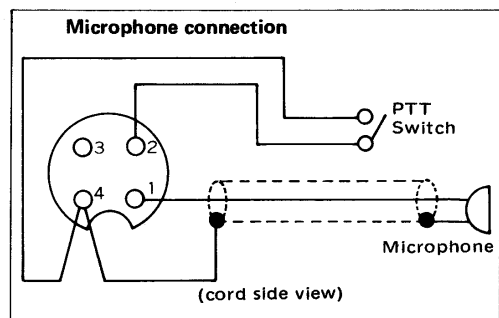 Microphone connection
PTT
Switch
3
2
4
1
Microphone
(cord side view)